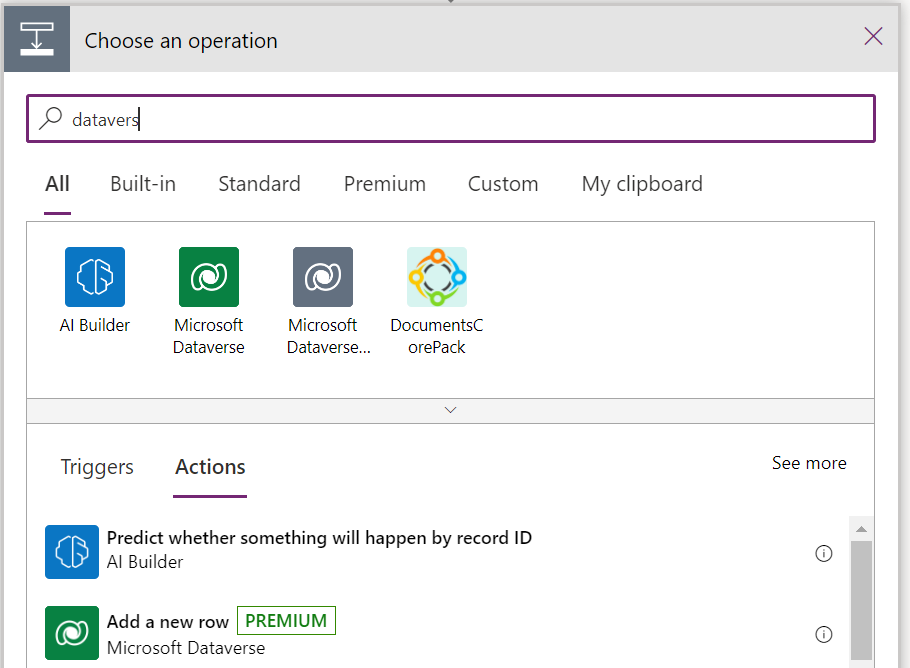 Choose an operation
datavers
All Built-in Standard Premium Custom My clipboard
AI Builder Microsoft Microsoft DocumentsC
Dataverse Dataverse... orePack
Triggers Actions See more
Predict whether something will happen by record ID
AI Builder
Add a new row PREMIUM
Microsoft Dataverse